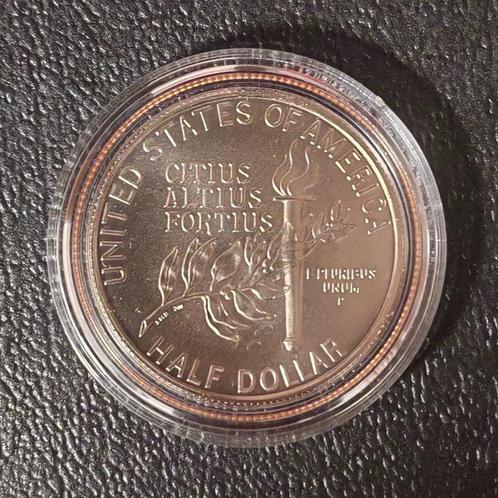 UNITED STATES OF AMERICA
CITIUS
ALTIUS
FORTIUS
E PLURIBUS
UNUM
P
HALF DOLLAR